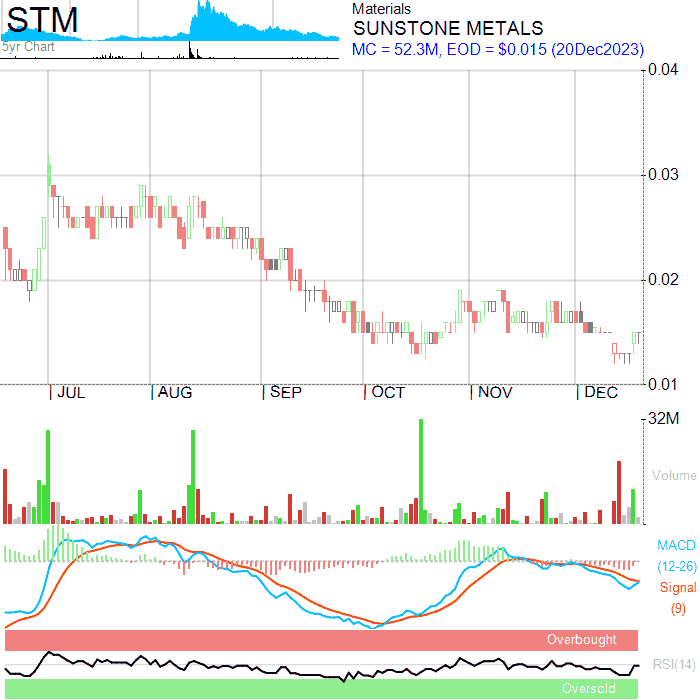 STM
5yr Chart
Materials
SUNSTONE METALS
MC = 52.3M, EOD = $0.015 (20Dec2023)
0.04
0.03
0.02
0.01
JUL AUG SEP OCT NOV DEC
32M
Volume
MACD
(12-26)
Signal
(9)
Overbought
RSI(14)
Oversold